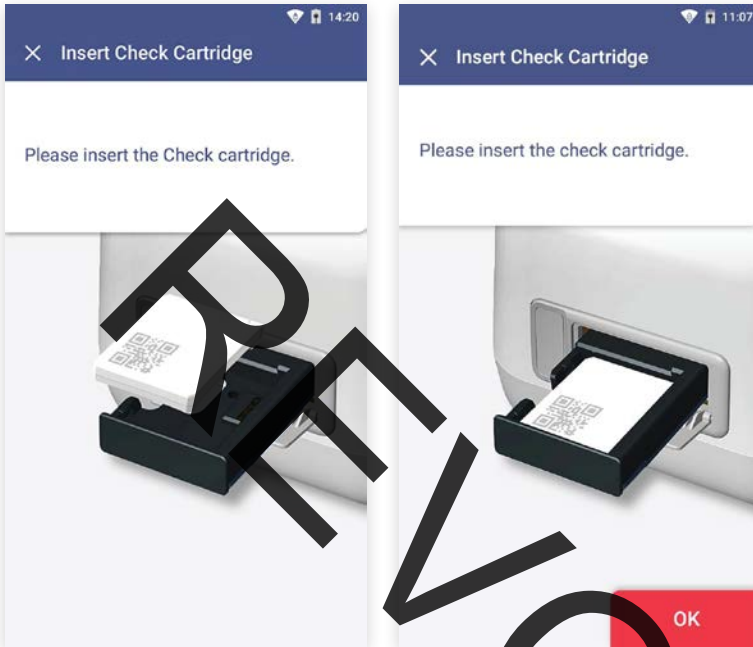 14:20
Insert Check Cartridge
Please insert the Check cartridge.
11:07
Insert Check Cartridge
Please insert the check cartridge.
OK
REVO